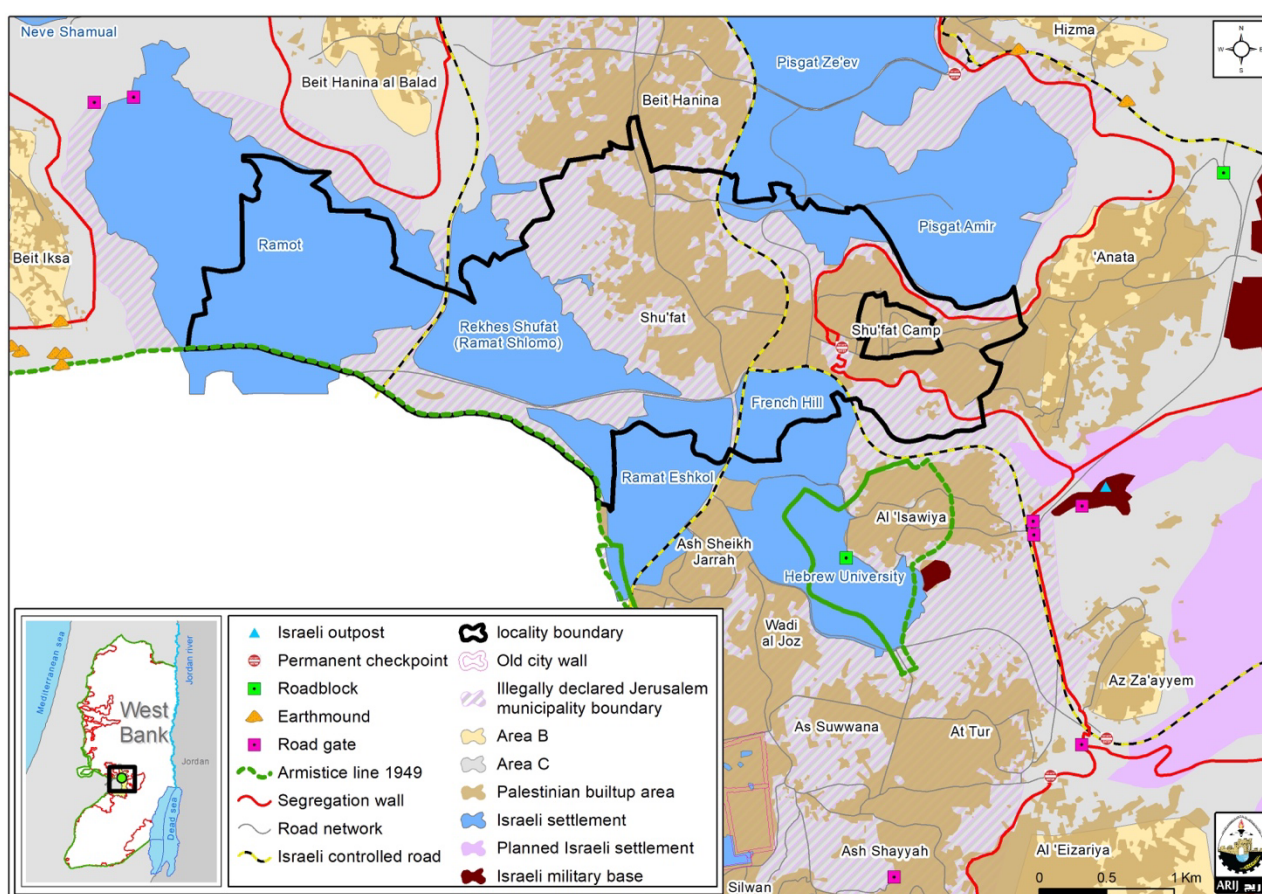 Neve Shamual
Beit Hanina al Balad
Pisgat Ze'ev
Hizma
N
W
E
S
Beit Hanina
Beit Iksa
Ramot
Pisgat Amir
'Anata
Rekhes Shufat
(Ramat Shlomo)
Shu'fat
Shu'fat Camp
French Hill
Ramat Eshkol
Al 'Isawiya
Ash Sheikh
Jarrah
Hebrew University
Wadi
al Joz
Az Za'ayyem
As Suwwana
At Tur
Ash Shayyah
Al 'Eizariya
Silwan
Mediterranean sea
Jordan river
West
Bank
Jordan
Dead sea
Israeli outpost
Permanent checkpoint
Roadblock
Earthmound
Road gate
Armistice line 1949
Segregation wall
Road network
Israeli controlled road
locality boundary
Old city wall
Illegally declared Jerusalem
municipality boundary
Area B
Area C
Palestinian builtup area
Israeli settlement
Planned Israeli settlement
Israeli military base
0 0.5 1 Km
ARIJ أريج